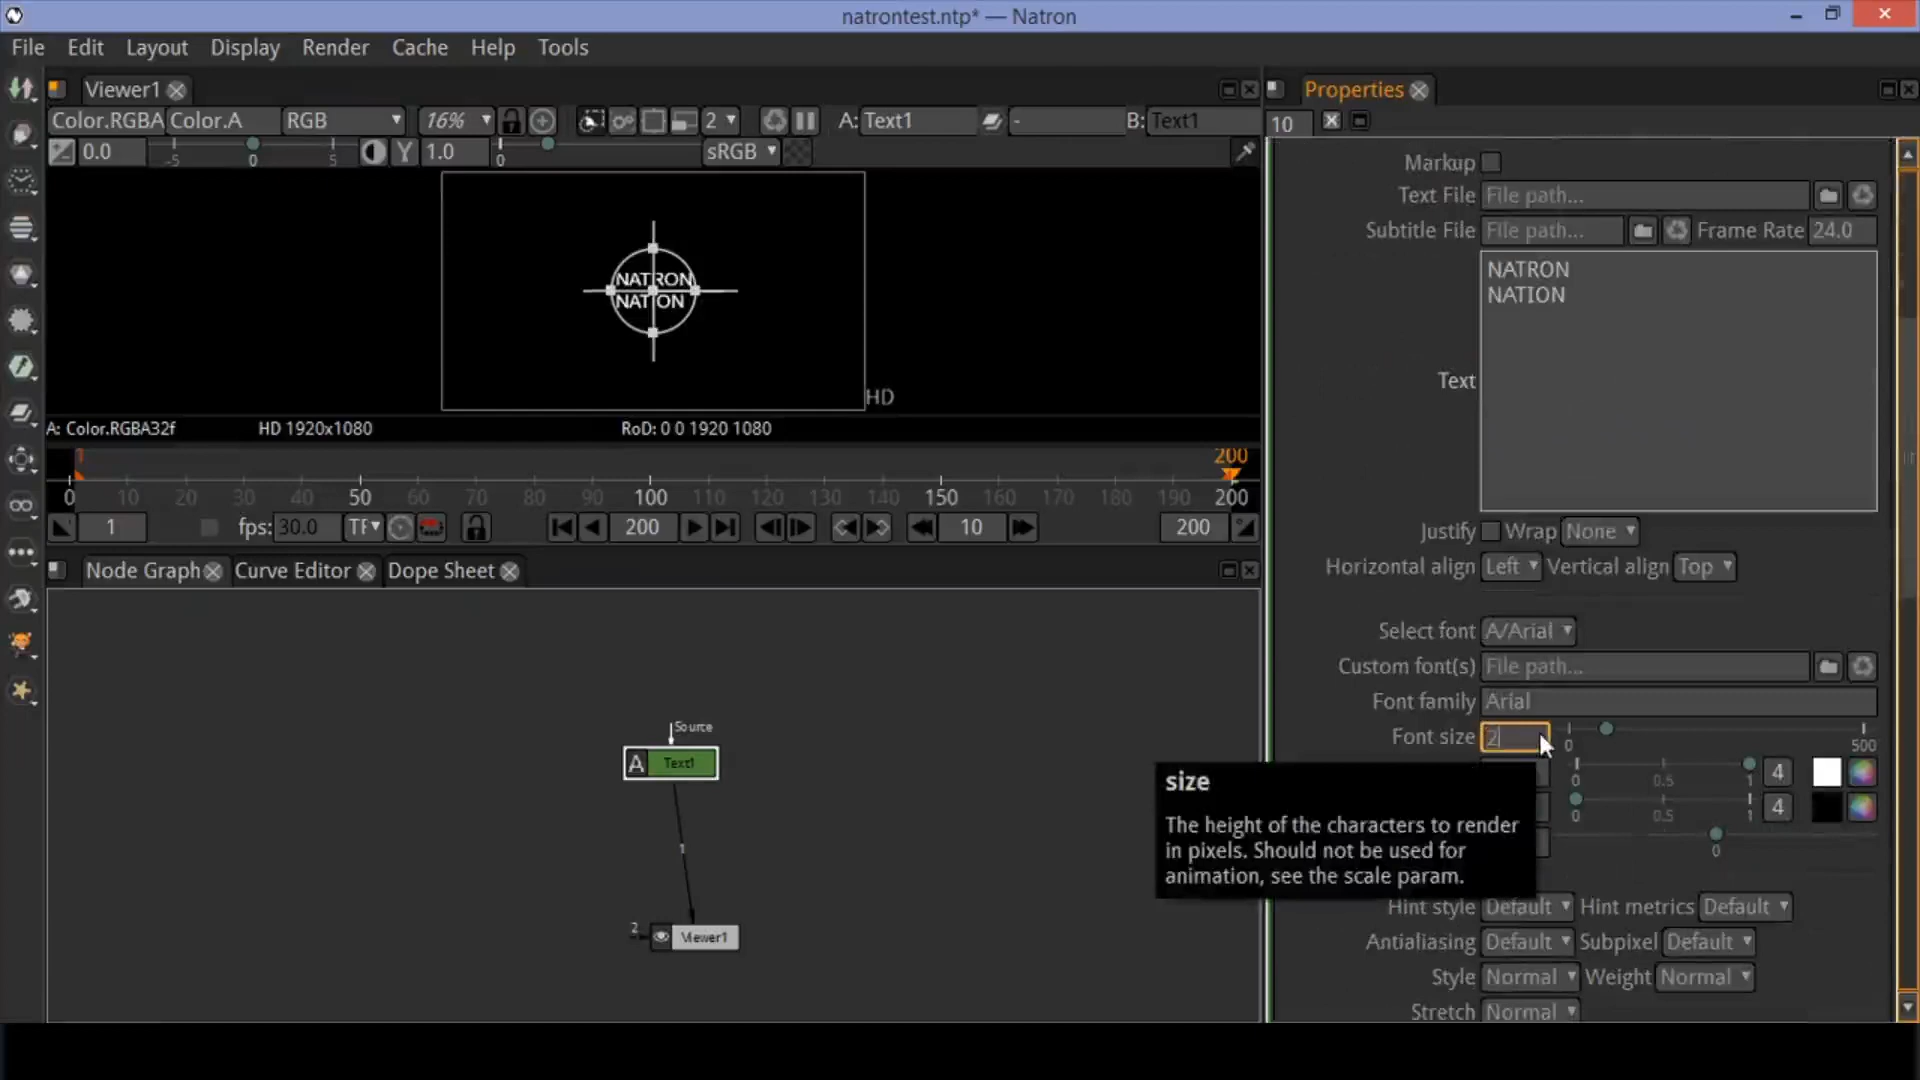 natrontest.ntp* — Natron
File Edit Layout Display Render Cache Help Tools
Viewer1
Color.RGBA Color.A RGB 16% 2 A: Text1 - B: Text1
0.0 -5 0 5 Y 1.0 0 sRGB
NATRON
NATION
HD
A: Color.RGBA32f HD 1920x1080 RoD: 0 0 1920 1080
1 200
0 10 20 30 40 50 60 70 80 90 100 110 120 130 140 150 160 170 180 190 200
1 fps: 30.0 TF 200 10 200
Node Graph Curve Editor Dope Sheet
Source
A Text1
1
2 Viewer1
Properties
10
Markup
Text File File path...
Subtitle File File path... Frame Rate 24.0
Text
NATRON
NATION
Justify Wrap None
Horizontal align Left Vertical align Top
Select font A/Arial
Custom font(s) File path...
Font family Arial
Font size 2 0 500
0 0.5 1 4
0 0.5 1 4
0
size
The height of the characters to render
in pixels. Should not be used for
animation, see the scale param.
Hint style Default Hint metrics Default
Antialiasing Default Subpixel Default
Style Normal Weight Normal
Stretch Normal